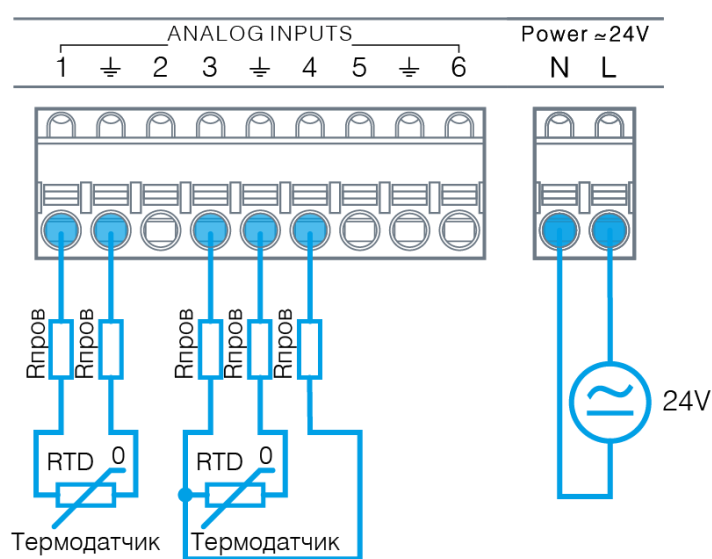 ANALOG INPUTS Power ≃24V
1 ⏚ 2 3 ⏚ 4 5 ⏚ 6 N L
Rпров Rпров Rпров Rпров Rпров
24V
RTD 0 RTD 0
Термодатчик Термодатчик